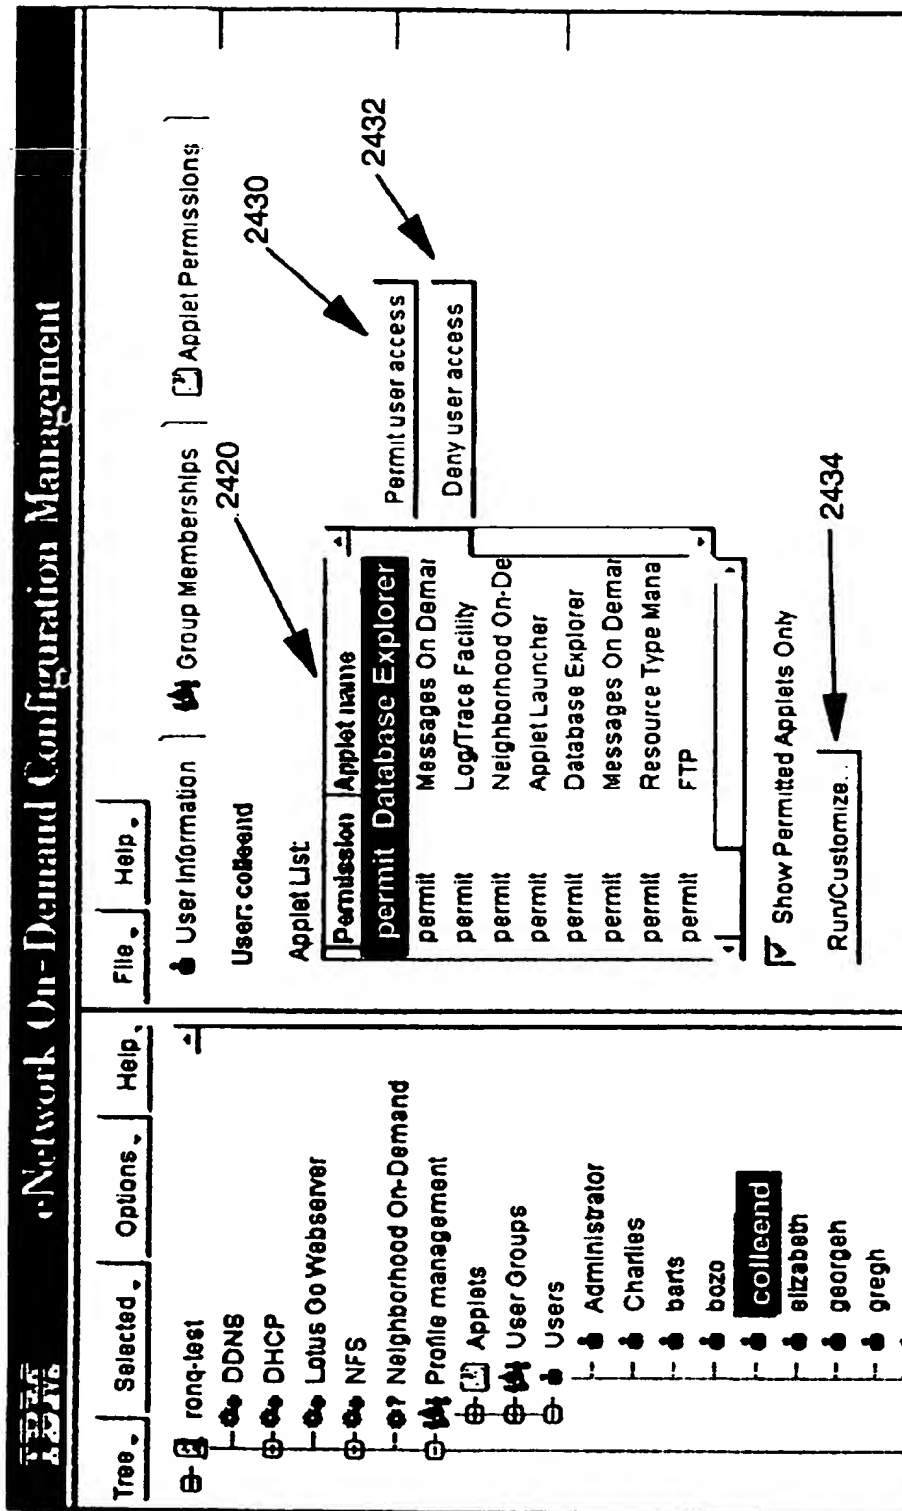 IBM eNetwork On-Demand Configuration Management
Tree Selected Options Help
ronq-test
DDNS
DHCP
Lotus Go Webserver
NFS
? Neighborhood On-Demand
Profile management
Applets
User Groups
Users
Administrator
Charlies
barts
bozo
colleend
elizabeth
georgeh
gregh
File Help
User Information Group Memberships Applet Permissions
User: colleend
Applet List:
Permission Applet name
permit Database Explorer
permit Messages On Demar
permit Log/Trace Facility
permit Neighborhood On-De
permit Applet Launcher
permit Database Explorer
permit Messages On Demar
permit Resource Type Mana
permit FTP
Permit user access
Deny user access
Show Permitted Applets Only
Run/Customize...
2420
2430
2432
2434